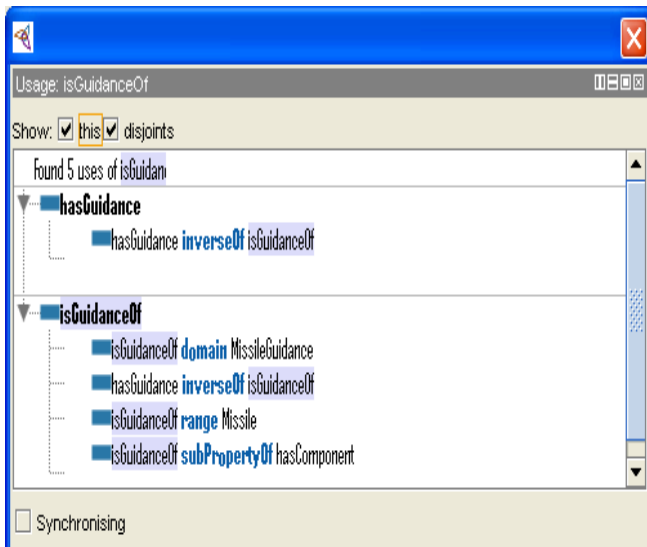 Usage: isGuidanceOf
Show: this disjoints
Found 5 uses of isGuidan
hasGuidance
hasGuidance inverseOf isGuidanceOf
isGuidanceOf
isGuidanceOf domain MissileGuidance
hasGuidance inverseOf isGuidanceOf
isGuidanceOf range Missile
isGuidanceOf subPropertyOf hasComponent
Synchronising